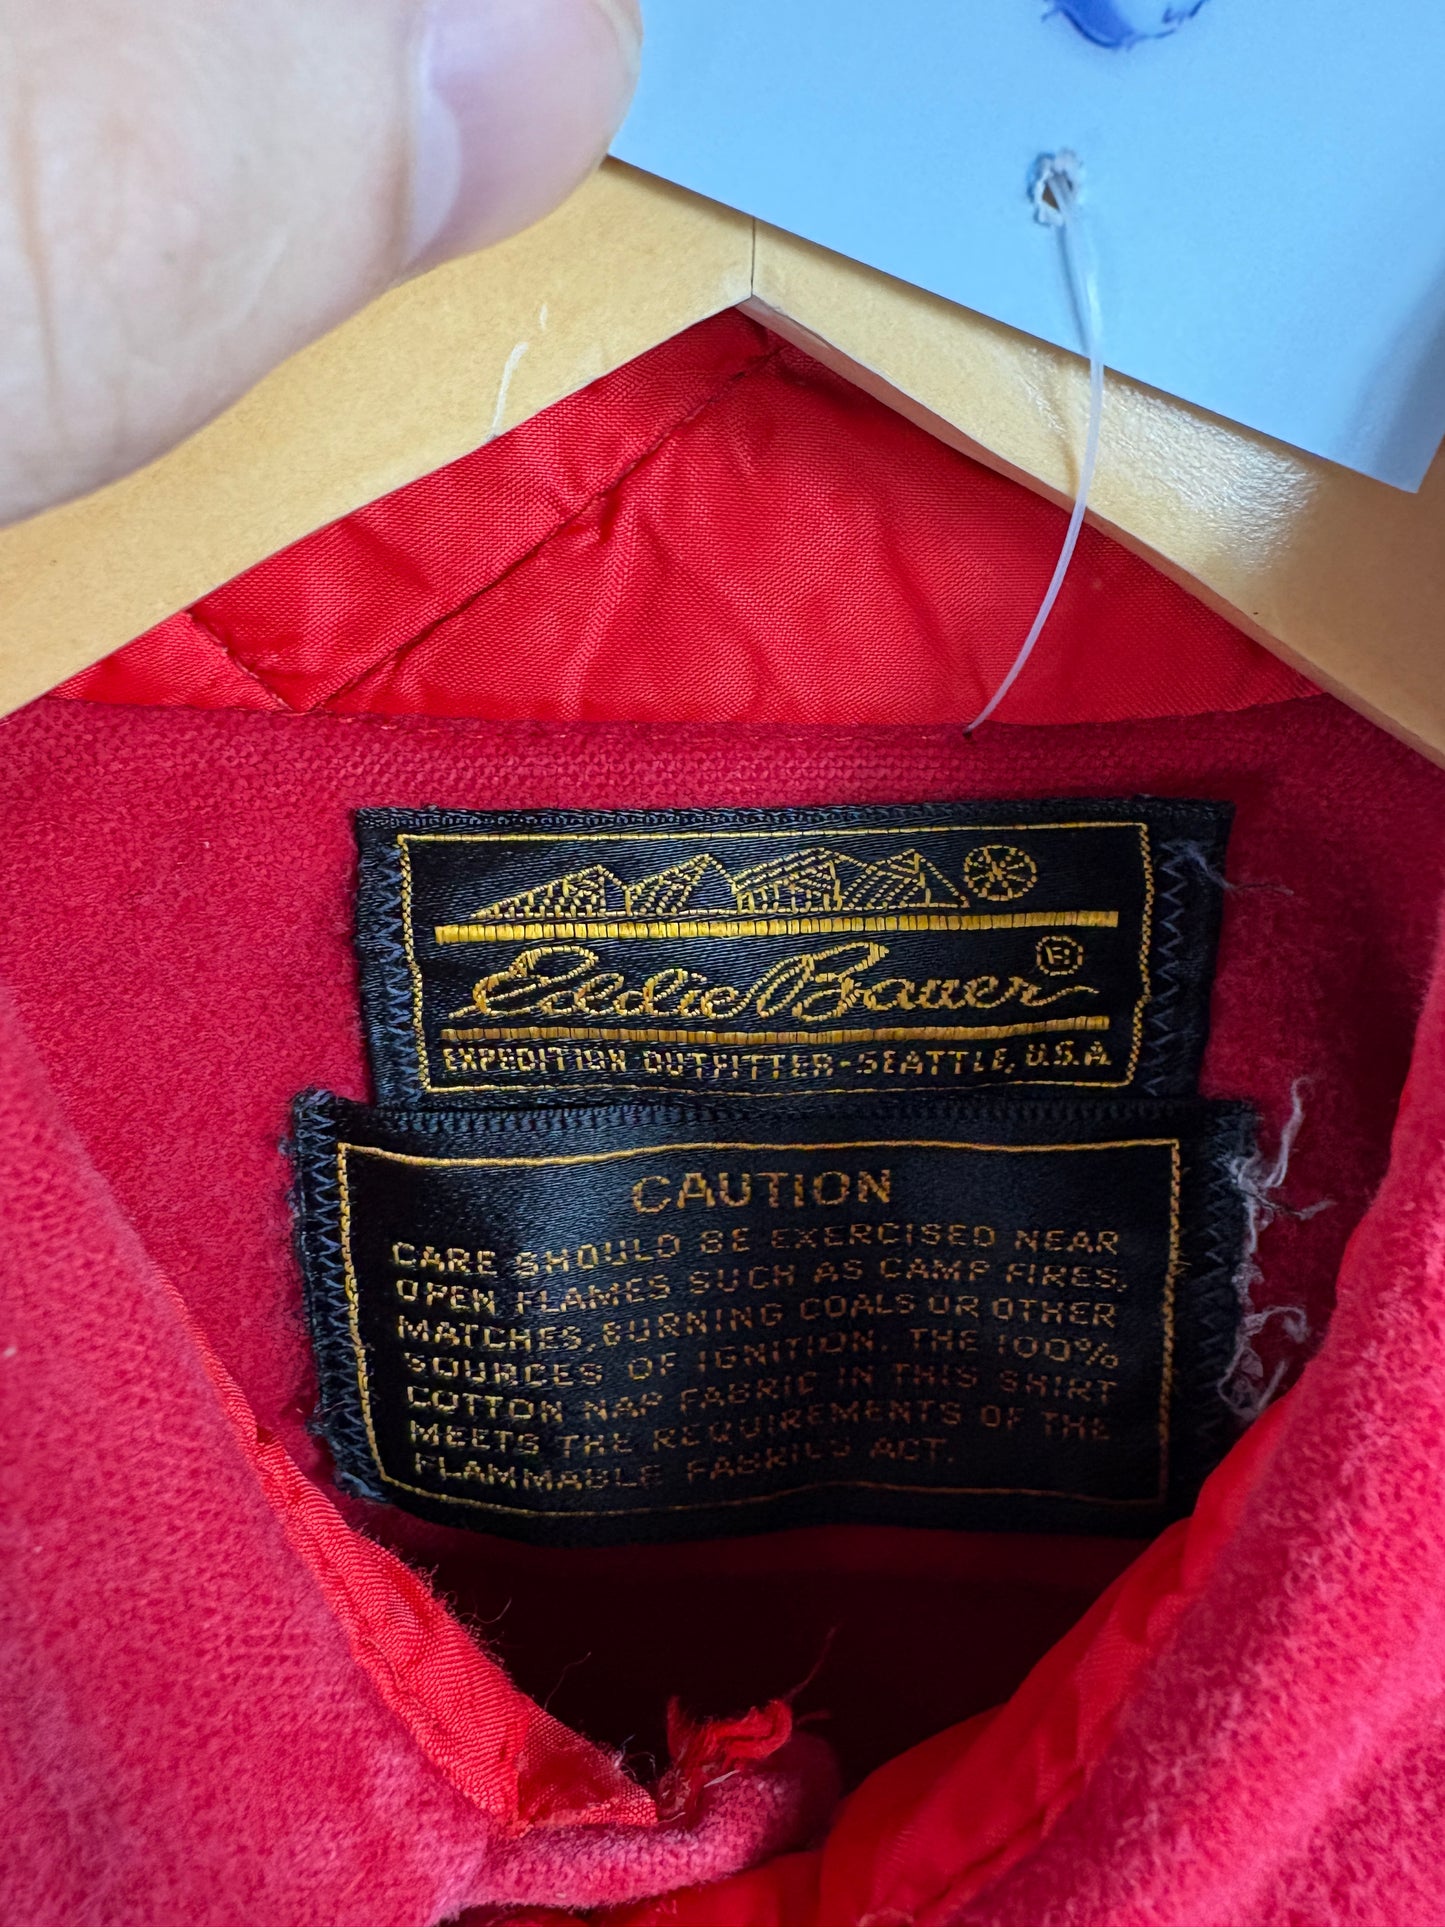 Eddie Bauer®
EXPEDITION OUTFITTER-SEATTLE, U.S.A.
CAUTION
CARE SHOULD BE EXERCISED NEAR
OPEN FLAMES SUCH AS CAMP FIRES,
MATCHES, BURNING COALS OR OTHER
SOURCES OF IGNITION. THE 100%
COTTON NAP FABRIC IN THIS SHIRT
MEETS THE REQUIREMENTS OF THE
FLAMMABLE FABRICS ACT.